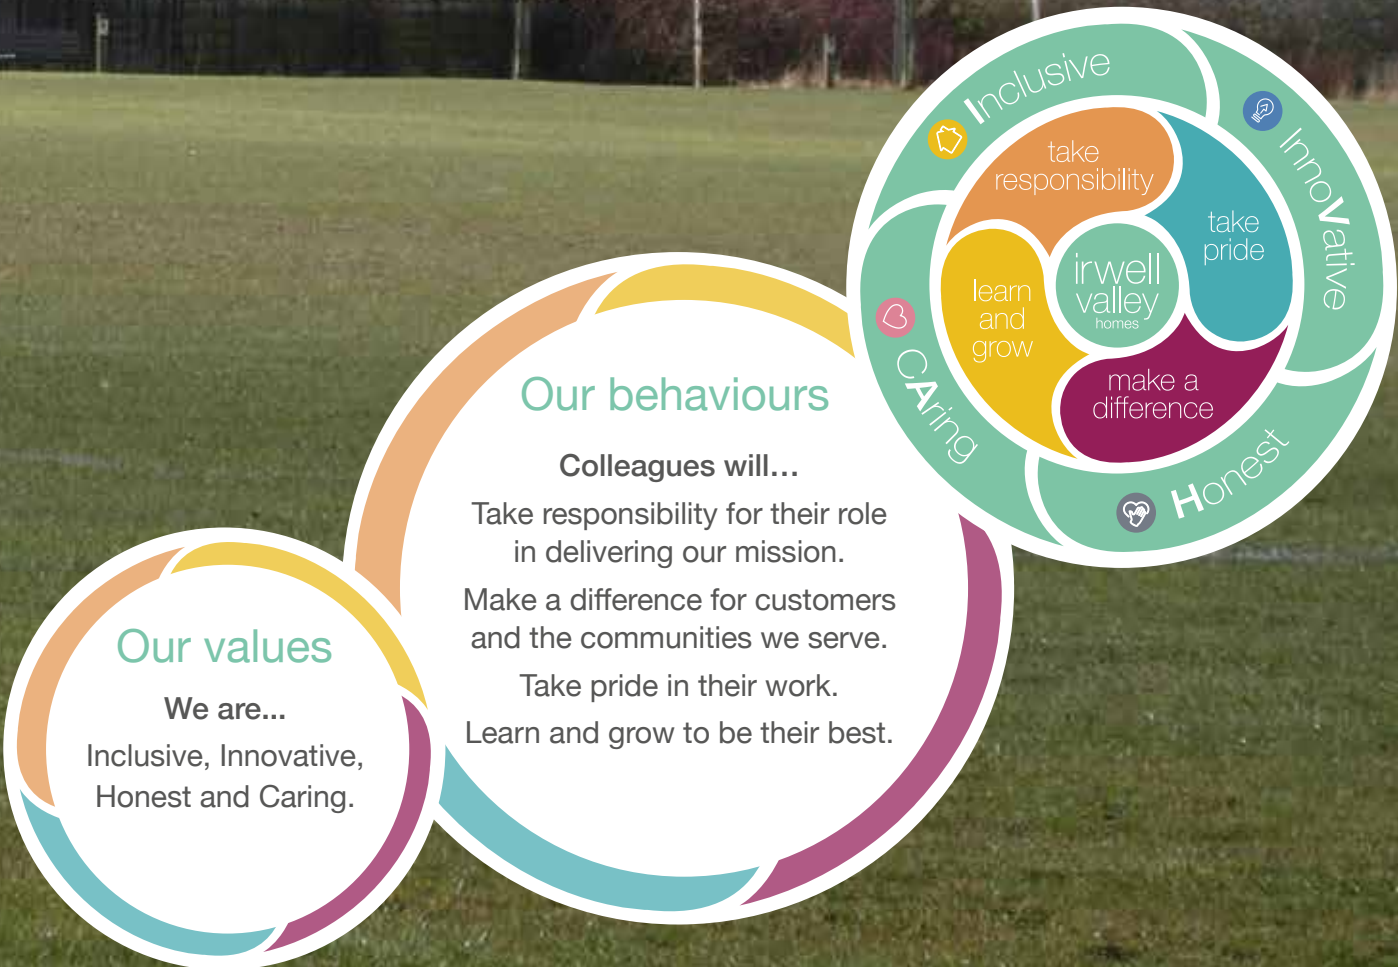 Our values
We are...
Inclusive, Innovative,
Honest and Caring.
Our behaviours
Colleagues will...
Take responsibility for their role
in delivering our mission.
Make a difference for customers
and the communities we serve.
Take pride in their work.
Learn and grow to be their best.
Inclusive
InnoVative
Honest
CAring
take
responsibility
take
pride
make a
difference
learn
and
grow
irwell
valley
homes